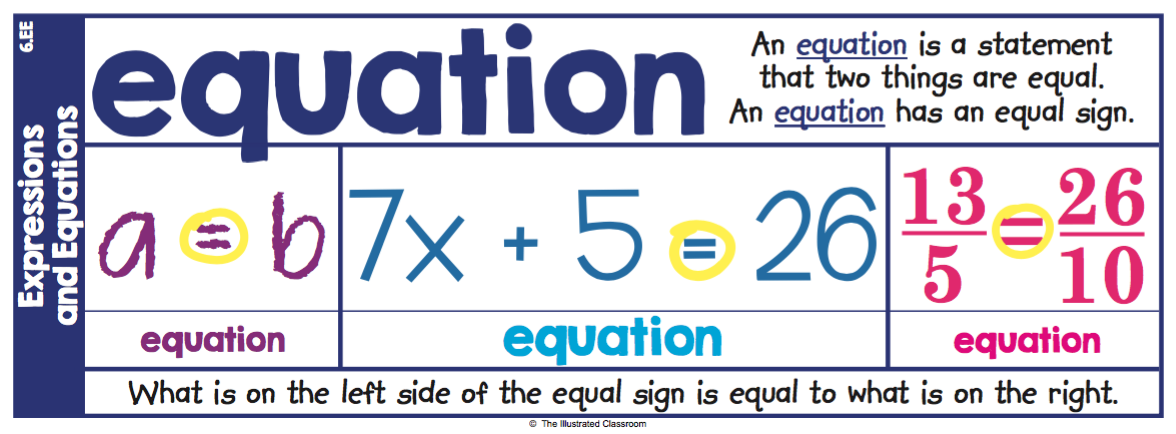 6.EE
Expressions
and Equations
equation
An equation is a statement
that two things are equal.
An equation has an equal sign.
a = b
equation
7x + 5 = 26
equation
13/5 = 26/10
equation
What is on the left side of the equal sign is equal to what is on the right.
© The Illustrated Classroom